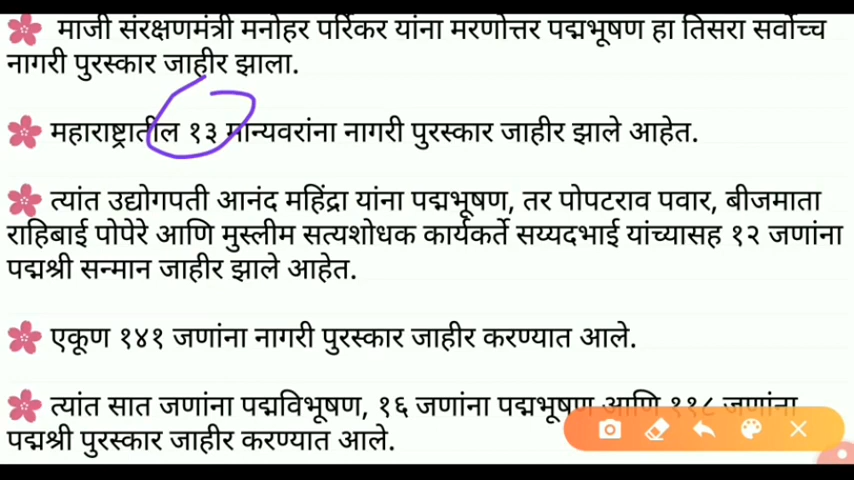 माजी संरक्षणमंत्री मनोहर पर्रिकर यांना मरणोत्तर पद्मभूषण हा तिसरा सर्वोच्च
नागरी पुरस्कार जाहीर झाला.
महाराष्ट्रातील १३ मान्यवरांना नागरी पुरस्कार जाहीर झाले आहेत.
त्यांत उद्योगपती आनंद महिंद्रा यांना पद्मभूषण, तर पोपटराव पवार, बीजमाता
राहिबाई पोपेरे आणि मुस्लीम सत्यशोधक कार्यकर्ते सय्यदभाई यांच्यासह १२ जणांना
पद्मश्री सन्मान जाहीर झाले आहेत.
एकूण १४१ जणांना नागरी पुरस्कार जाहीर करण्यात आले.
त्यांत सात जणांना पद्मविभूषण, १६ जणांना पद्मभूषण आणि ११८ जणांना
पद्मश्री पुरस्कार जाहीर करण्यात आले.